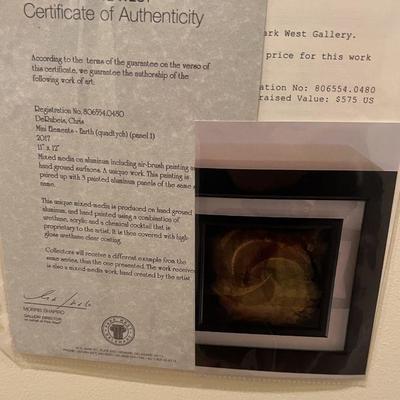 Certificate of Authenticity
According to the terms of the guarantee on the verso of
this certificate, we guarantee the authorship of the
following work of art:
Registration No. 806554.0480
DeRubeis, Chris
Mini Elements - Earth (quadtych) (panel 1)
2017
11" x 12"
Mixed media on aluminum including air-brush painting
hand ground surfaces. A unique work. This painting is
paired up with 3 painted aluminum panels of the same
name.
This unique mixed-media is produced on hand ground
aluminum, and hand painted using a combination of
urethane, acrylic and a chemical cocktail that is
proprietary to the artist. It is then covered with high-
gloss urethane clear coating.
Collectors will receive a different example from the
same series, than the one presented. The work received
is also a mixed-media work, hand created by the artist
MORRIS SHAPIRO
GALLERY DIRECTOR
PARK WEST
ark West Gallery.
price for this work
ation No: 806554.0480
raised Value: $575 US